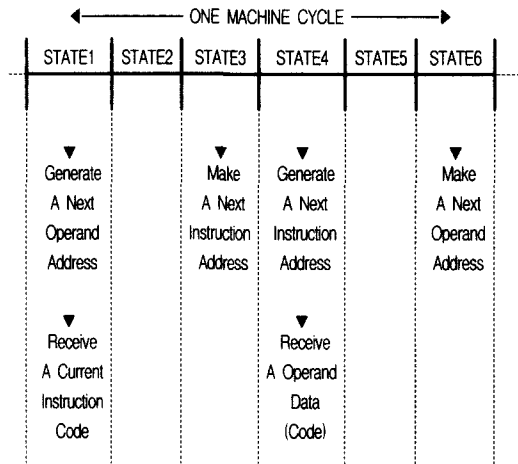 ONE MACHINE CYCLE
STATE1 STATE2 STATE3 STATE4 STATE5 STATE6
Generate
A Next
Operand
Address
Make
A Next
Instruction
Address
Generate
A Next
Instruction
Address
Make
A Next
Operand
Address
Receive
A Current
Instruction
Code
Receive
A Operand
Data
(Code)